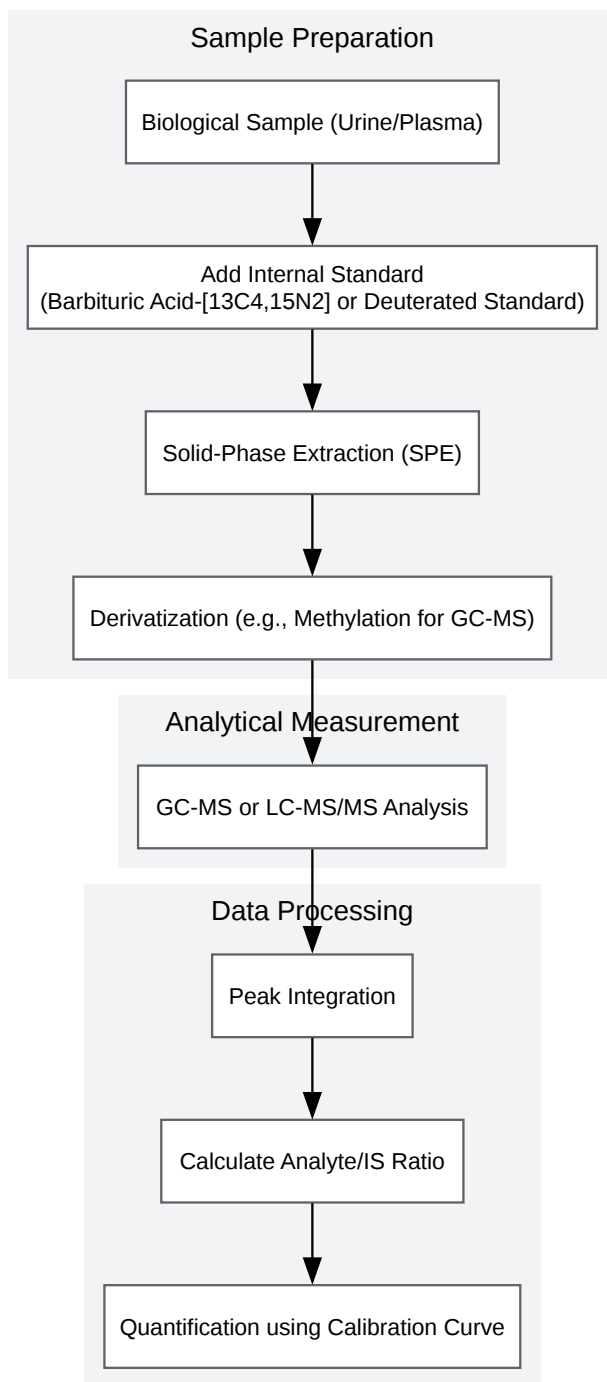 Sample Preparation
Biological Sample (Urine/Plasma)
Add Internal Standard
(Barbituric Acid-[13C4,15N2] or Deuterated Standard)
Solid-Phase Extraction (SPE)
Derivatization (e.g., Methylation for GC-MS)
Analytical Measurement
GC-MS or LC-MS/MS Analysis
Data Processing
Peak Integration
Calculate Analyte/IS Ratio
Quantification using Calibration Curve